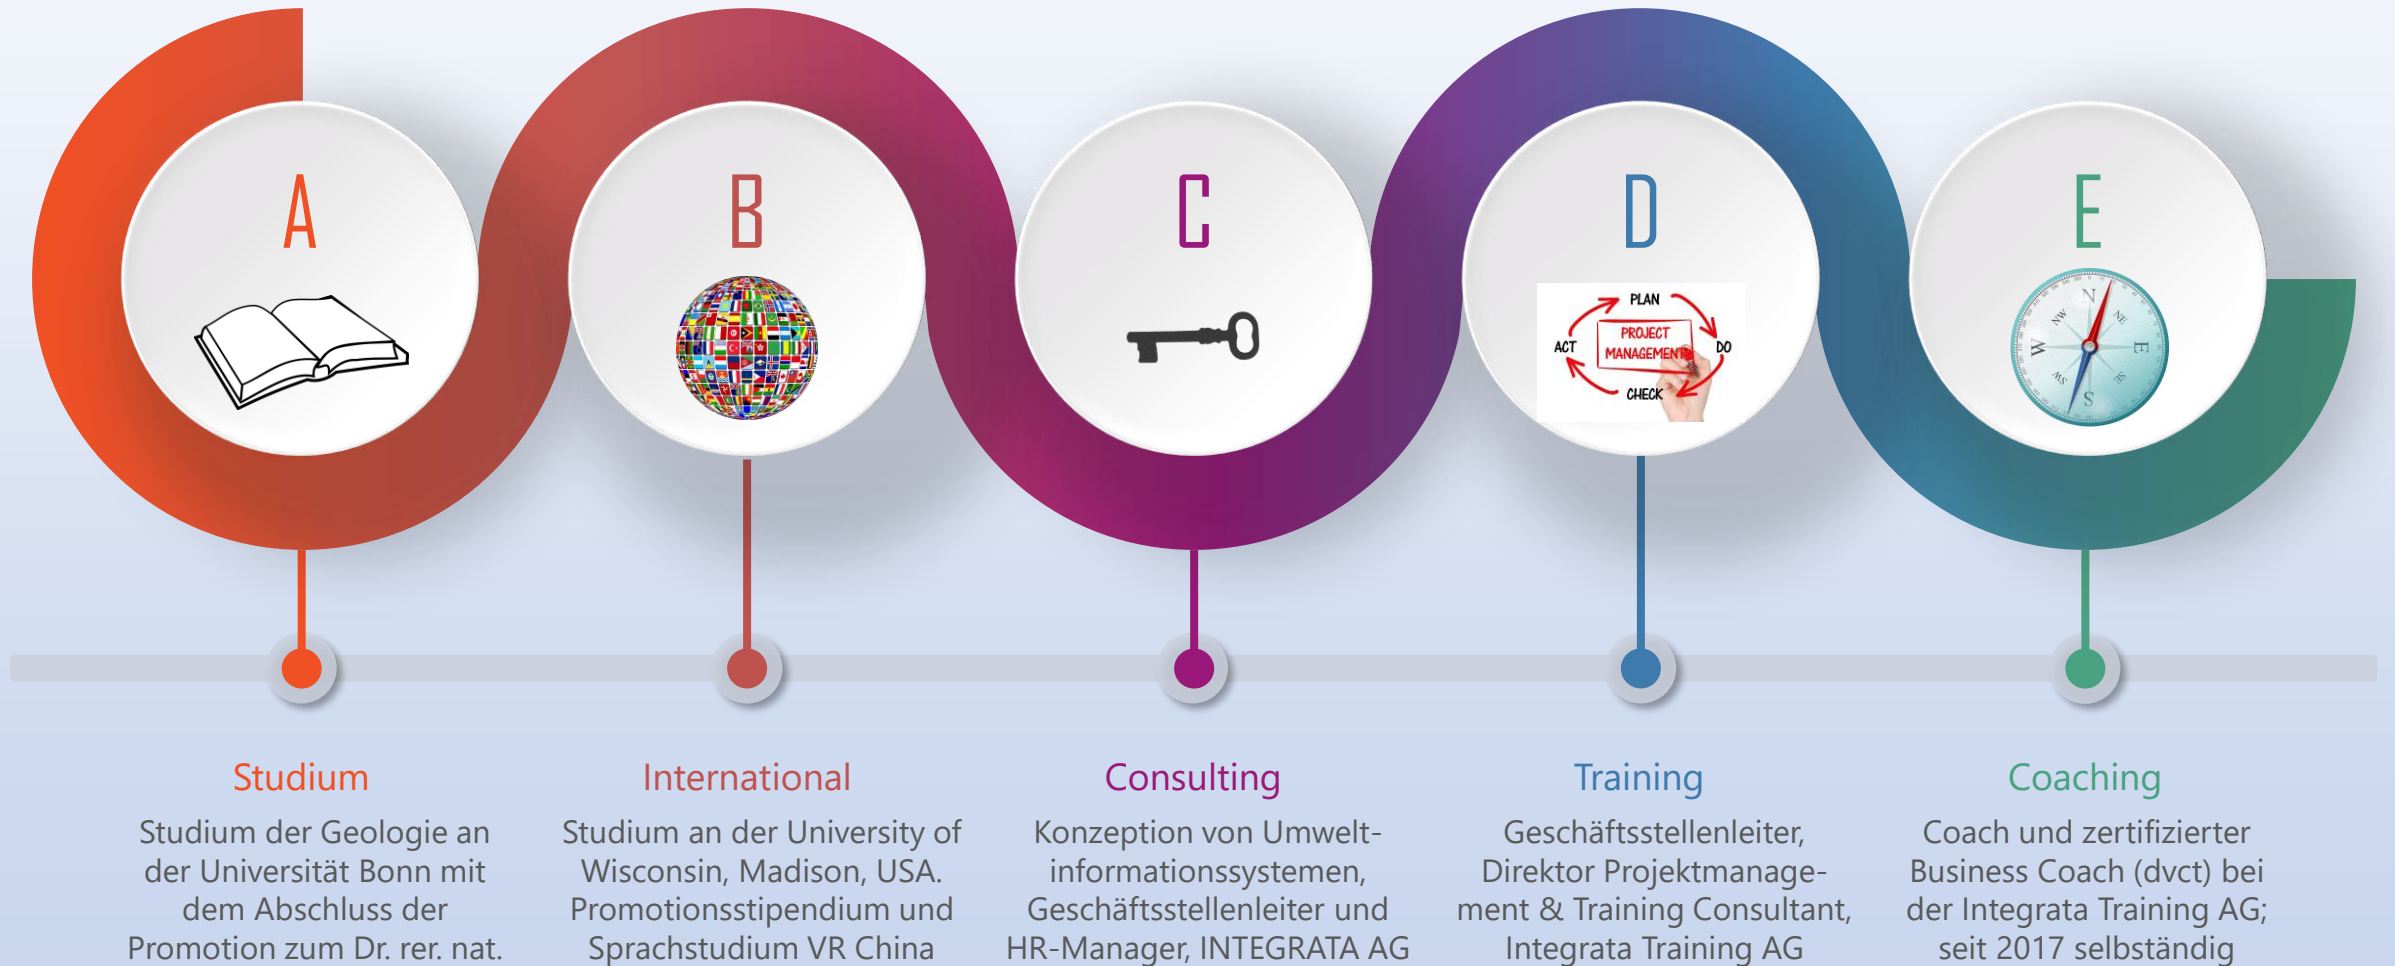 A
B
C
D
E
PLAN
PROJECT
MANAGEMENT
ACT
DO
CHECK
N
NE
E
SE
S
SW
W
NW
Studium
Studium der Geologie an
der Universität Bonn mit
dem Abschluss der
Promotion zum Dr. rer. nat.
International
Studium an der University of
Wisconsin, Madison, USA.
Promotionsstipendium und
Sprachstudium VR China
Consulting
Konzeption von Umwelt-
informationssystemen,
Geschäftsstellenleiter und
HR-Manager, INTEGRATA AG
Training
Geschäftsstellenleiter,
Direktor Projektmanage-
ment & Training Consultant,
Integrata Training AG
Coaching
Coach und zertifizierter
Business Coach (dvct) bei
der Integrata Training AG;
seit 2017 selbständig